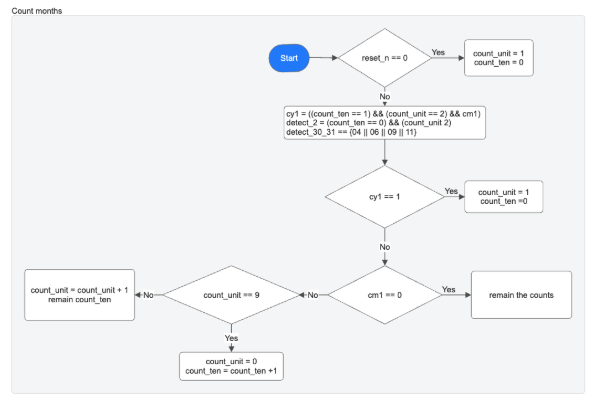 Count months
Start
reset_n == 0
Yes
count_unit = 1
count_ten = 0
No
cy1 = ((count_ten == 1) && (count_unit == 2) && cm1)
detect_2 = (count_ten == 0) && (count_unit 2)
detect_30_31 == {04 || 06 || 09 || 11}
cy1 == 1
Yes
count_unit = 1
count_ten =0
No
count_unit = count_unit + 1
remain count_ten
No
count_unit == 9
No
cm1 == 0
Yes
remain the counts
Yes
count_unit = 0
count_ten = count_ten +1